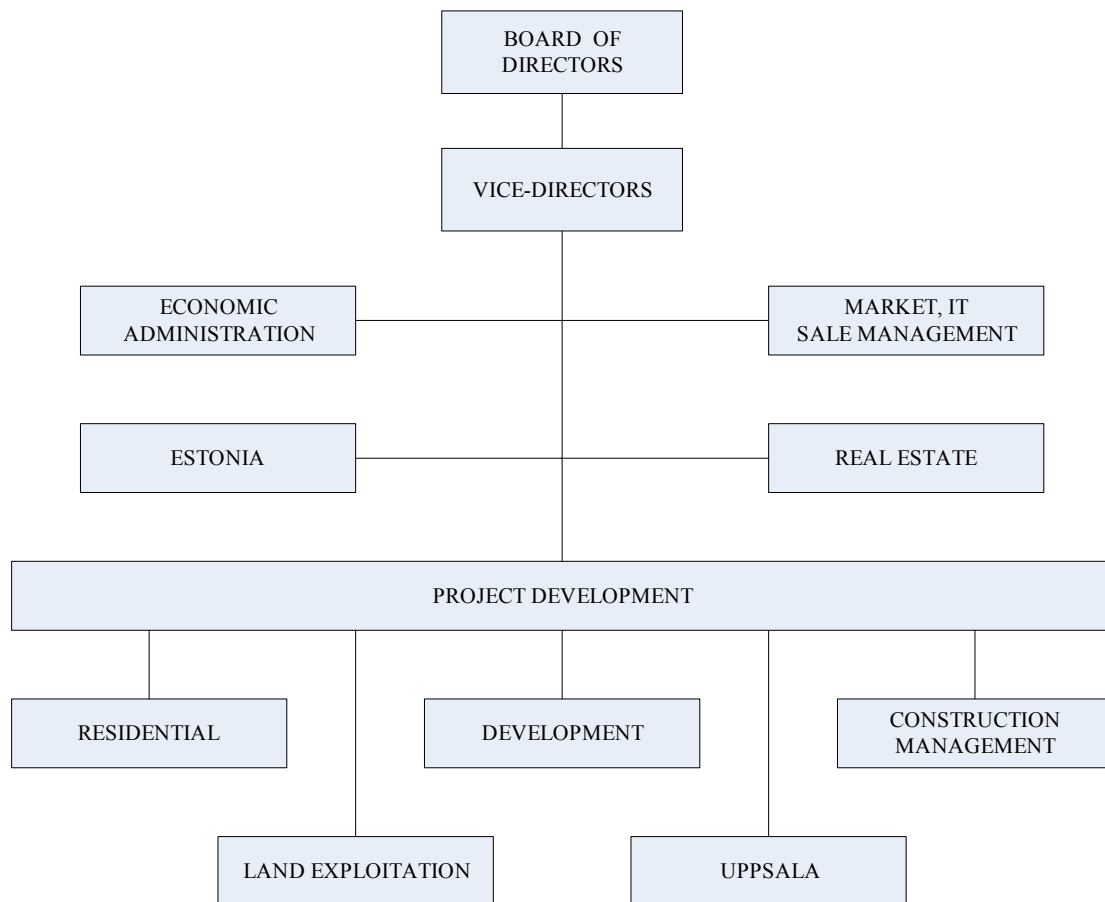 BOARD OF
DIRECTORS
VICE-DIRECTORS
ECONOMIC
ADMINISTRATION
MARKET, IT
SALE MANAGEMENT
ESTONIA
REAL ESTATE
PROJECT DEVELOPMENT
RESIDENTIAL
DEVELOPMENT
CONSTRUCTION
MANAGEMENT
LAND EXPLOITATION
UPPSALA